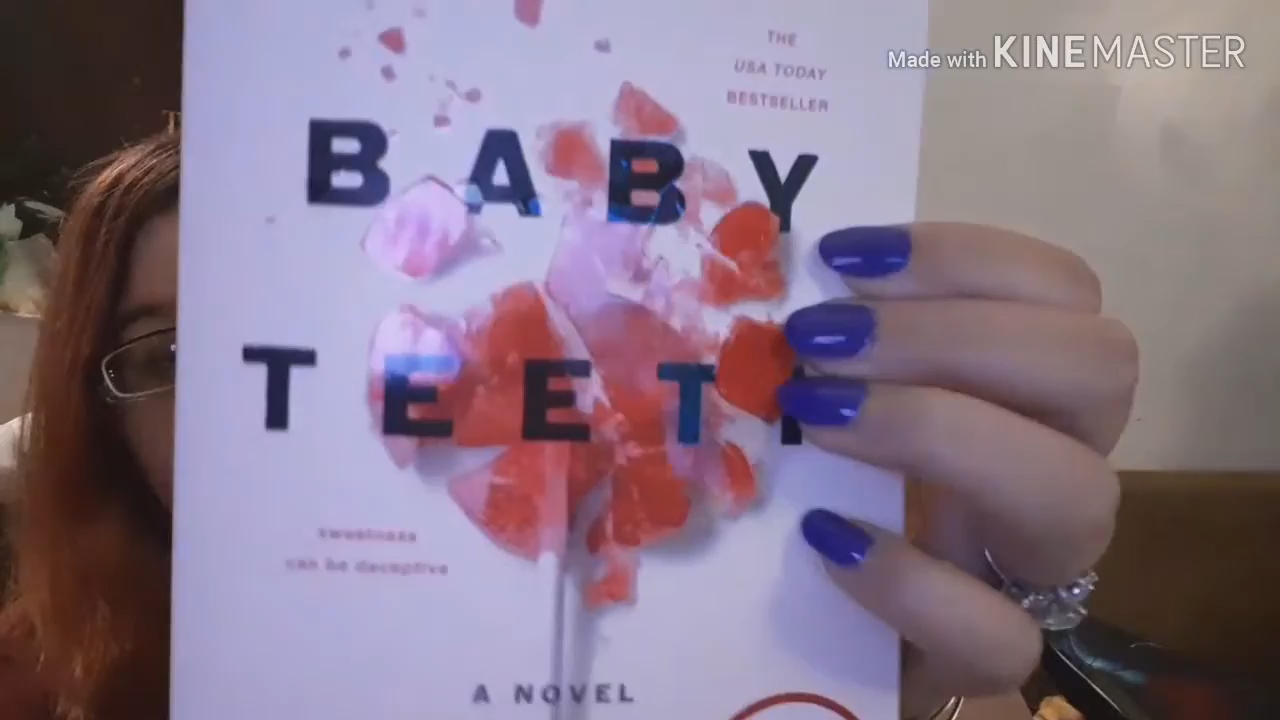 Made with KINEMASTER
THE
USA TODAY
BESTSELLER
BABY
TEETH
sweetness
can be deceptive
A NOVEL